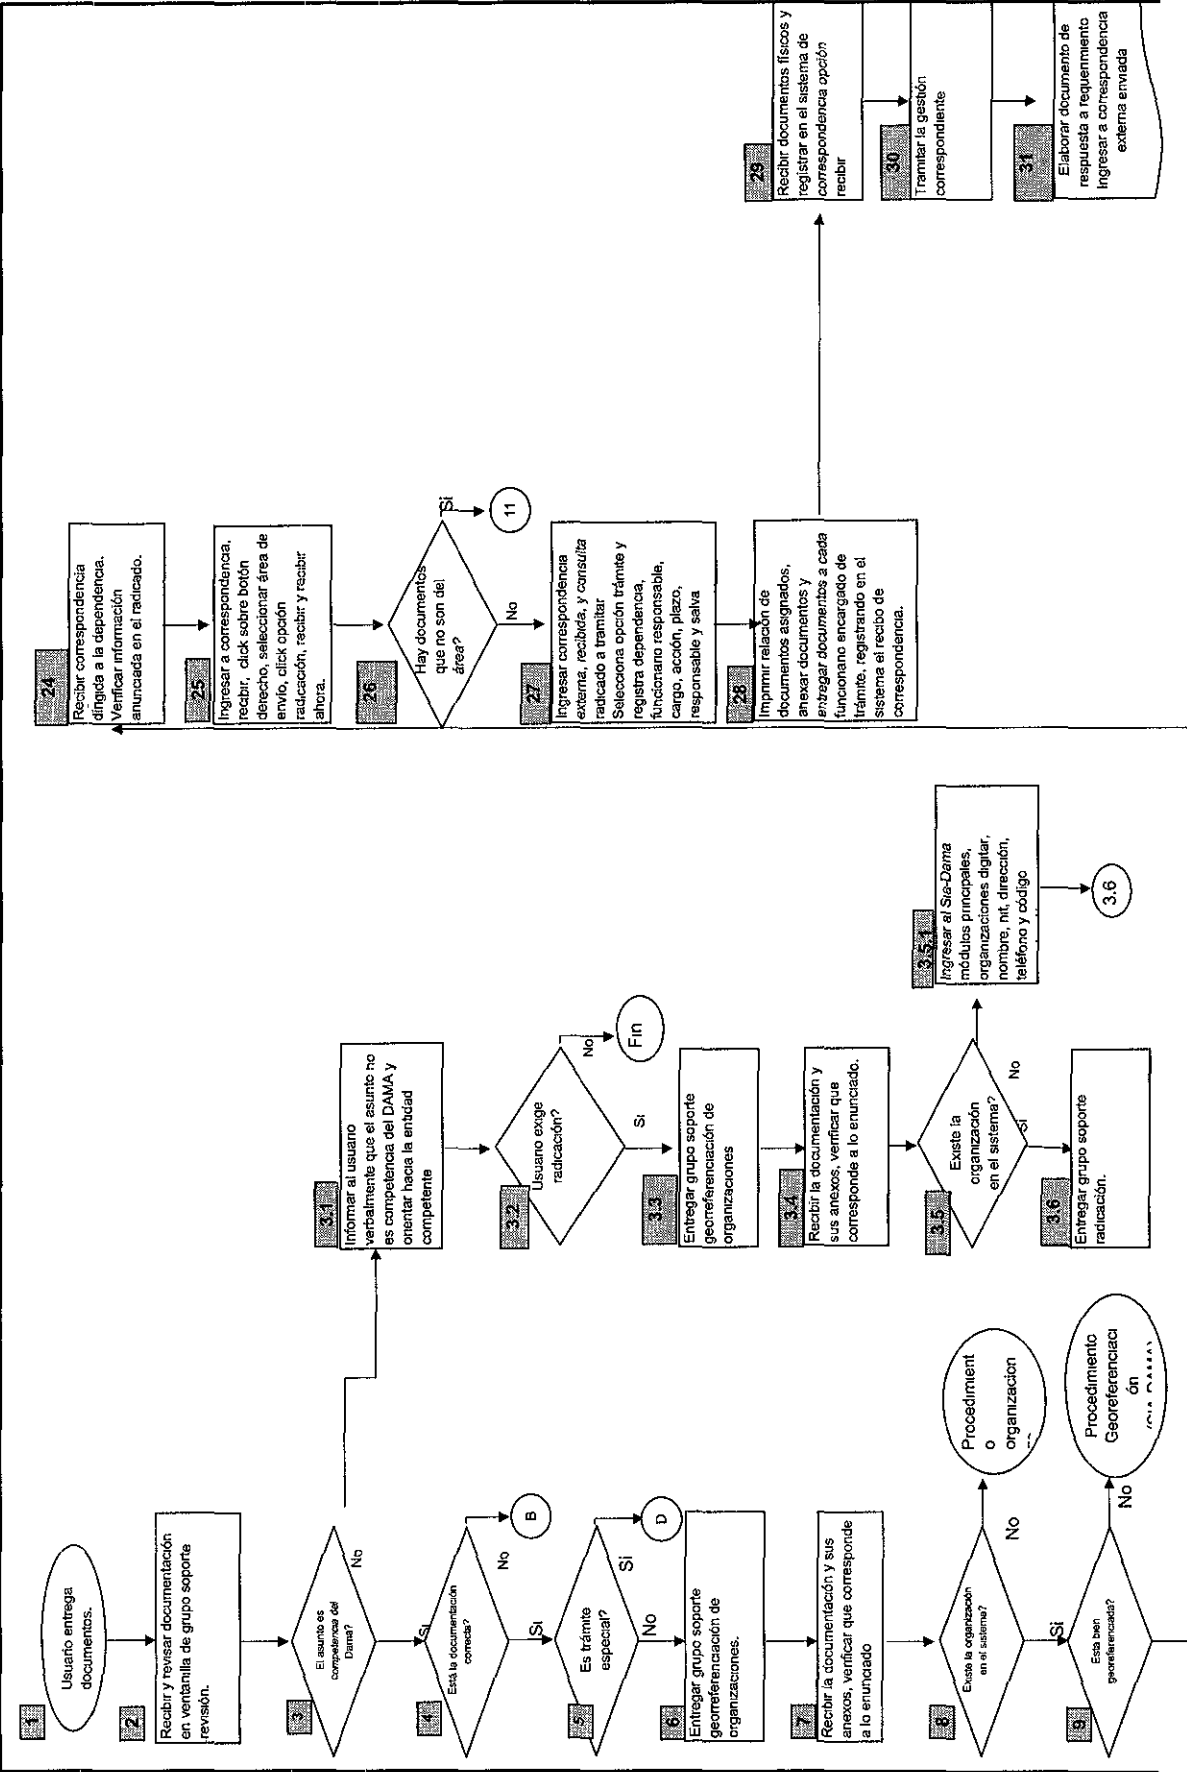 1
Usuario entrega
documentos.
2
Recibir y revisar documentación
en ventanilla de grupo soporte
revisión.
3
El asunto es
competencia del
Dama?
No
Si
4
Está la documentación
correcta?
No
B
Si
5
Es trámite
especial?
Si
D
No
6
Entregar grupo soporte
georeferenciación de
organizaciones.
7
Recibir la documentación y sus
anexos, verificar que corresponde
a lo enunciado
8
Existe la organización
en el sistema?
No
Procedimient
o
organizacion
Si
9
Esta bien
georeferenciada?
No
Procedimiento
Georeferenciaci
ón
3.1
Informar al usuario
verbalmente que el asunto no
es competencia del DAMA y
orientar hacia la entidad
competente
3.2
Usuario exige
radicación?
No
Fin
Si
3.3
Entregar grupo soporte
georreferenciación de
organizaciones
3.4
Recibir la documentación y
sus anexos, verificar que
corresponde a lo enunciado.
3.5
Existe la
organización
en el sistema?
No
Si
3.5.1
Ingresar al Sia-Dama
módulos principales,
organizaciones digitar,
nombre, nit, dirección,
teléfono y código
3.6
3.6
Entregar grupo soporte
radicación.
24
Recibir correspondencia
dirigida a la dependencia.
Verificar información
anunciada en el radicado.
25
Ingresar a correspondencia,
recibir, click sobre botón
derecho, seleccionar área de
envío, click opción
radicación, recibir y recibir
ahora.
26
Hay documentos
que no son del
área?
Si
11
No
27
Ingresar correspondencia
externa, recibida, y consulta
radicado a tramitar
Selecciona opción trámite y
registra dependencia,
funcionario responsable,
cargo, acción, plazo,
responsable y salva
28
Imprimir relación de
documentos asignados,
anexar documentos y
entregar documentos a cada
funcionario encargado de
trámite, registrando en el
sistema el recibo de
correspondencia.
29
Recibir documentos físicos y
registrar en el sistema de
correspondencia opción
recibir
30
Tramitar la gestión
correspondiente
31
Elaborar documento de
respuesta a requerimiento
Ingresar a correspondencia
externa enviada